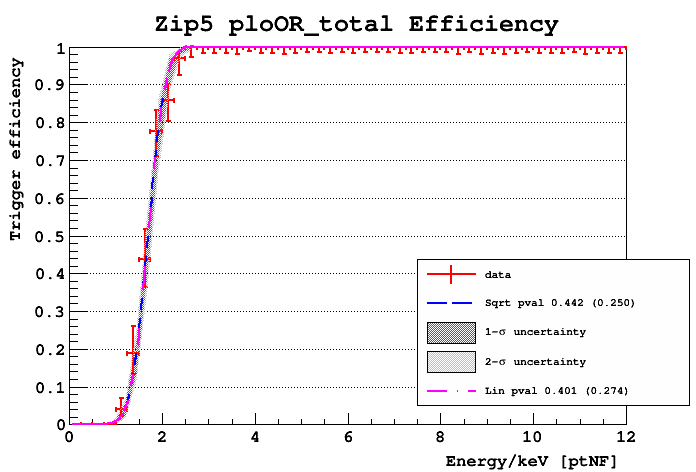 Zip5 ploOR_total Efficiency
Trigger efficiency
1
0.9
0.8
0.7
0.6
0.5
0.4
0.3
0.2
0.1
0
0 2 4 6 8 10 12
Energy/keV [ptNF]
data
Sqrt pval 0.442 (0.250)
1-σ uncertainty
2-σ uncertainty
Lin pval 0.401 (0.274)